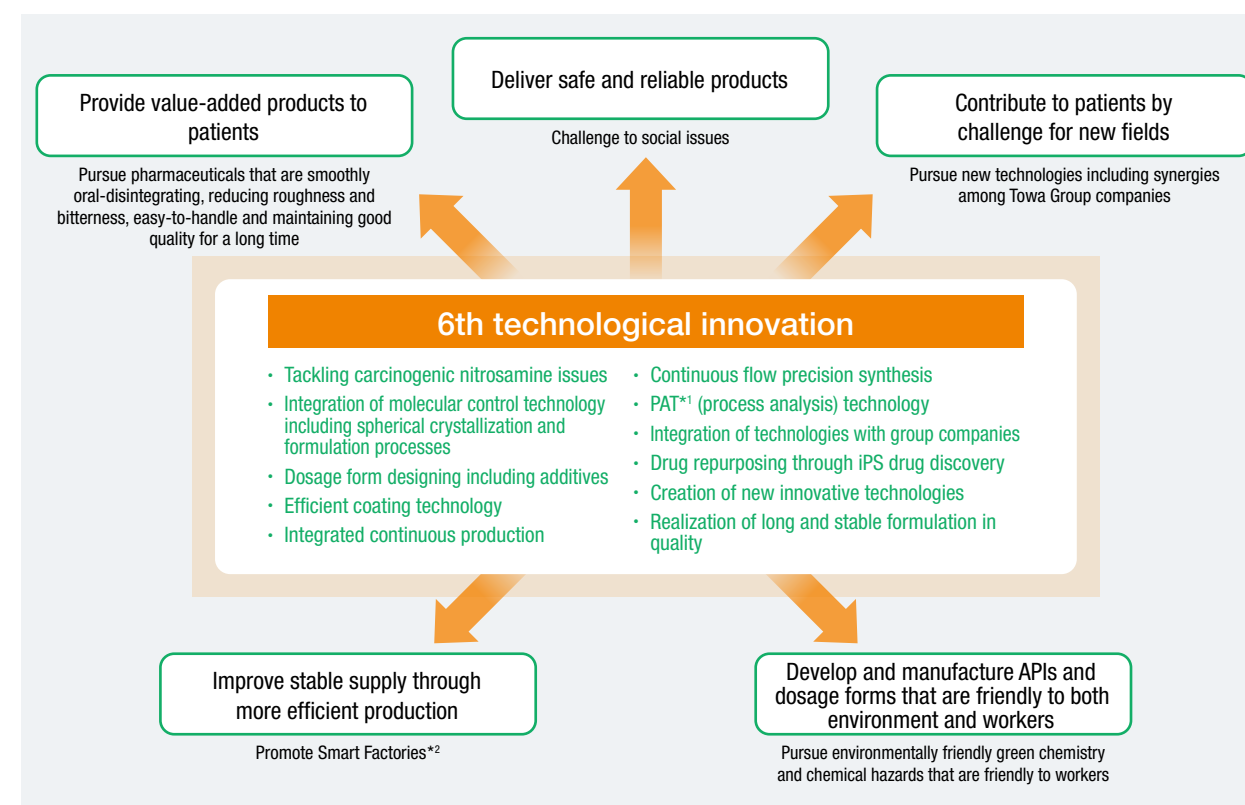 Provide value-added products to
patients
Pursue pharmaceuticals that are smoothly
oral-disintegrating, reducing roughness and
bitterness, easy-to-handle and maintaining good
quality for a long time
Deliver safe and reliable products
Challenge to social issues
Contribute to patients by
challenge for new fields
Pursue new technologies including synergies
among Towa Group companies
6th technological innovation
・ Tackling carcinogenic nitrosamine issues
・ Integration of molecular control technology
including spherical crystallization and
formulation processes
・ Dosage form designing including additives
・ Efficient coating technology
・ Integrated continuous production
・ Continuous flow precision synthesis
・ PAT*1 (process analysis) technology
・ Integration of technologies with group companies
・ Drug repurposing through iPS drug discovery
・ Creation of new innovative technologies
・ Realization of long and stable formulation in
quality
Improve stable supply through
more efficient production
Promote Smart Factories*2
Develop and manufacture APIs and
dosage forms that are friendly to both
environment and workers
Pursue environmentally friendly green chemistry
and chemical hazards that are friendly to workers